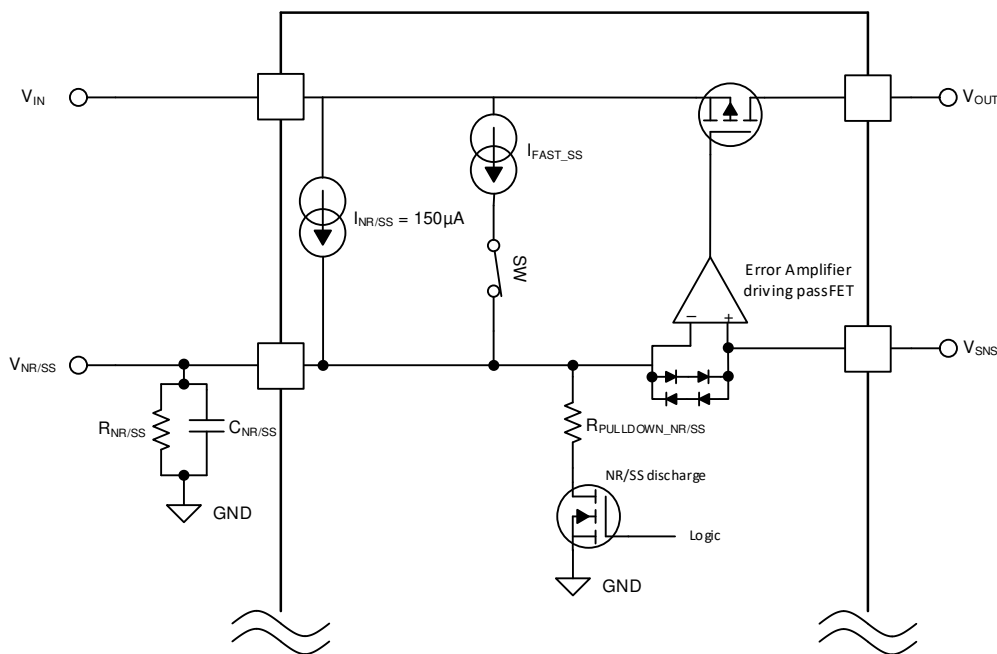 V_IN
V_OUT
I_FAST_SS
I_NR/SS = 150µA
SW
Error Amplifier
driving passFET
−
+
V_NR/SS
V_SNS
R_NR/SS
C_NR/SS
R_PULLDOWN_NR/SS
NR/SS discharge
GND
Logic
GND